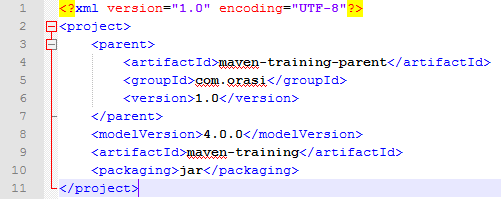 1 <?xml version="1.0" encoding="UTF-8"?>
2 <project>
3     <parent>
4         <artifactId>maven-training-parent</artifactId>
5         <groupId>com.orasi</groupId>
6         <version>1.0</version>
7     </parent>
8     <modelVersion>4.0.0</modelVersion>
9     <artifactId>maven-training</artifactId>
10     <packaging>jar</packaging>
11 </project>